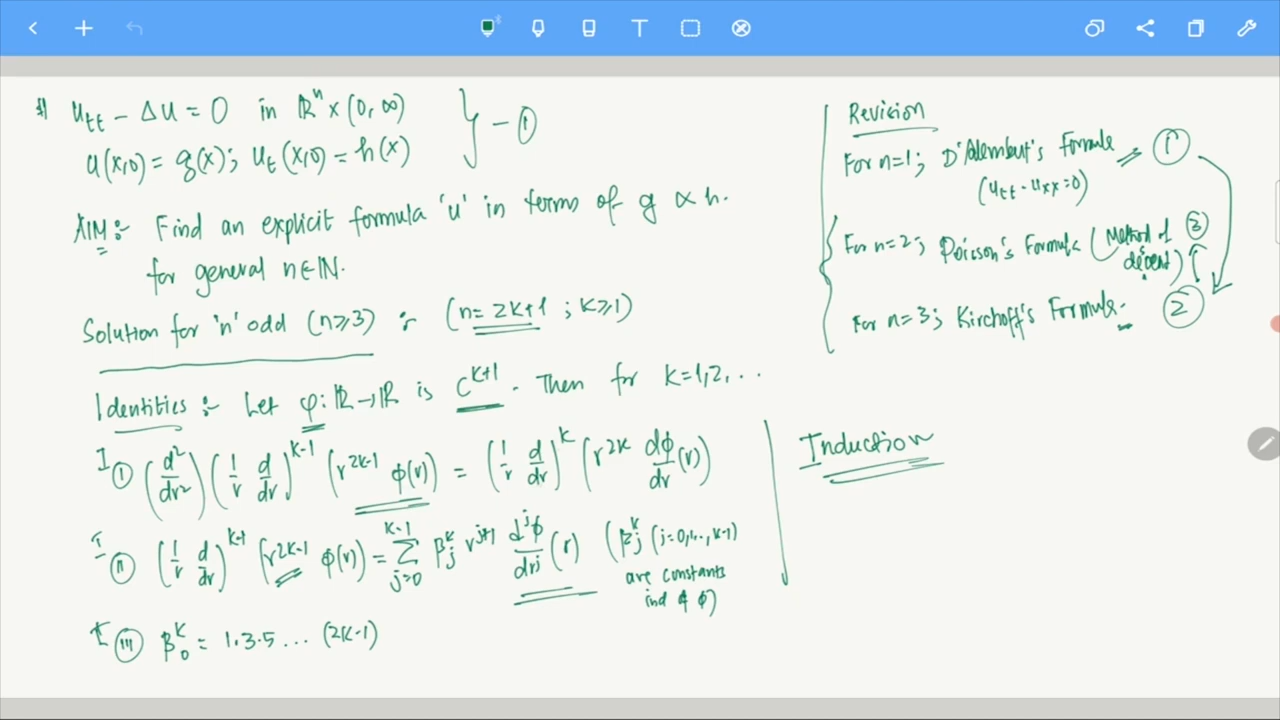 u_tt - Δu = 0 in ℝⁿ × (0, ∞)
u(x,0) = g(x); u_t(x,0) = h(x) } - ①
AIM:- Find an explicit formula 'u' in terms of g & h.
for general n∈ℕ.
Solution for 'n' odd (n≥3) :- (n = 2k+1 ; k≥1)
Identities :- Let φ: ℝ→ℝ is C^{k+1}. Then for k=1,2,...
I (i) (d²/dr²) (1/r d/dr)^{k-1} (r^{2k-1} φ(r)) = (1/r d/dr)^k (r^{2k} dφ/dr (r))
I (ii) (1/r d/dr)^{k-1} (r^{2k-1} φ(r)) = Σ_{j=0}^{k-1} β_j^k r^{j+1} d^jφ/dr^j (r) (β_j^k (j=0,1,..,k-1)
are constants
ind of φ)
I (iii) β_0^k = 1.3.5 ... (2k-1)
Revision
For n=1; D'Alembert's Formula ①
(u_tt - u_xx = 0)
For n=2; Poisson's Formula (Method of ③
decent)
For n=3; Kirchoff's Formula. ②
Induction